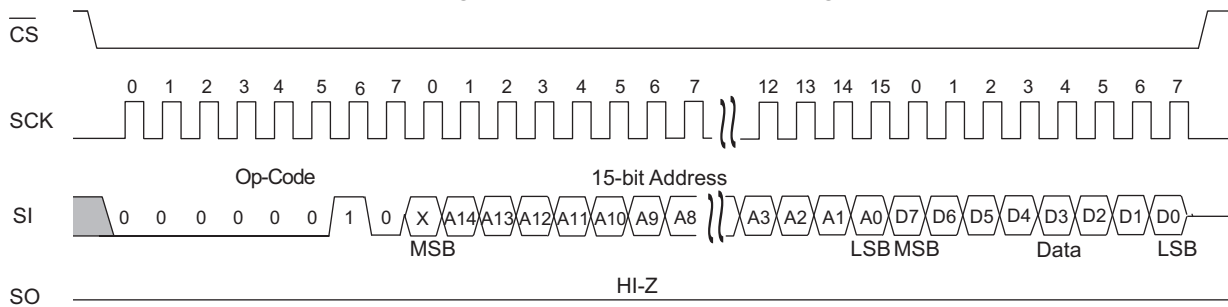 CS
0 1 2 3 4 5 6 7 0 1 2 3 4 5 6 7 12 13 14 15 0 1 2 3 4 5 6 7
SCK
Op-Code 15-bit Address
SI 0 0 0 0 0 0 1 0 X A14 A13 A12 A11 A10 A9 A8 A3 A2 A1 A0 D7 D6 D5 D4 D3 D2 D1 D0
MSB LSB MSB Data LSB
HI-Z
SO